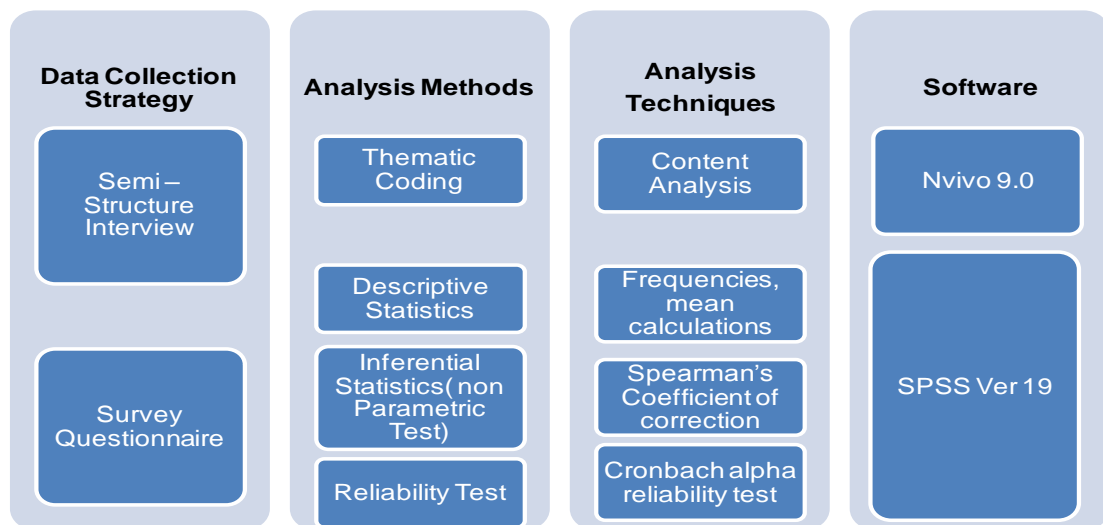 Data Collection
Strategy
Semi –
Structure
Interview
Survey
Questionnaire
Analysis Methods
Thematic
Coding
Descriptive
Statistics
Inferential
Statistics( non
Parametric
Test)
Reliability Test
Analysis
Techniques
Content
Analysis
Frequencies,
mean
calculations
Spearman’s
Coefficient of
correction
Cronbach alpha
reliability test
Software
Nvivo 9.0
SPSS Ver 19